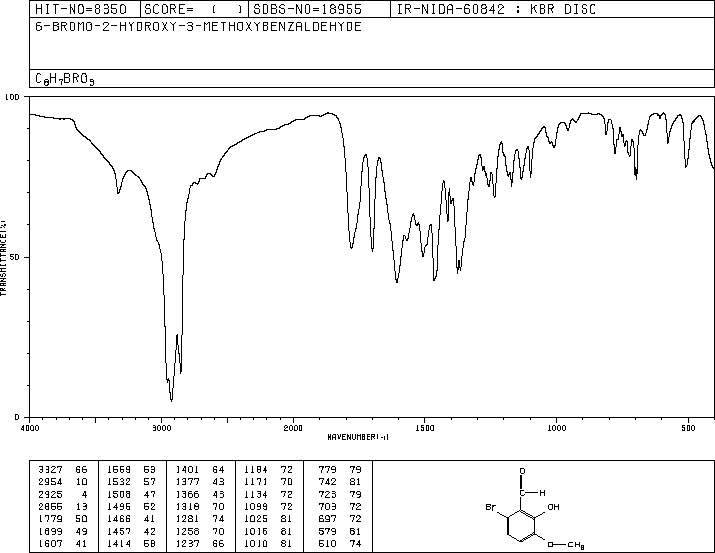 HIT-NO=8350 SCORE= ( ) SDBS-NO=18955 IR-NIDA-60842 : KBR DISC
6-BROMO-2-HYDROXY-3-METHOXYBENZALDEHYDE
C8H7BRO3
100
50
0
TRANSMITTANCE(%)
4000 3000 2000 1500 1000 500
WAVENUMBER(-1)
3327 66 1569 53 1401 64 1184 72 779 79
2954 10 1532 57 1377 43 1171 70 742 81
2925 4 1508 47 1366 43 1134 72 723 79
2855 13 1495 52 1318 70 1099 72 703 72
1779 50 1466 41 1281 74 1025 81 697 72
1699 49 1457 42 1258 70 1016 81 579 81
1607 41 1414 58 1237 66 1010 81 510 74
O
C—H
Br OH
O—CH3